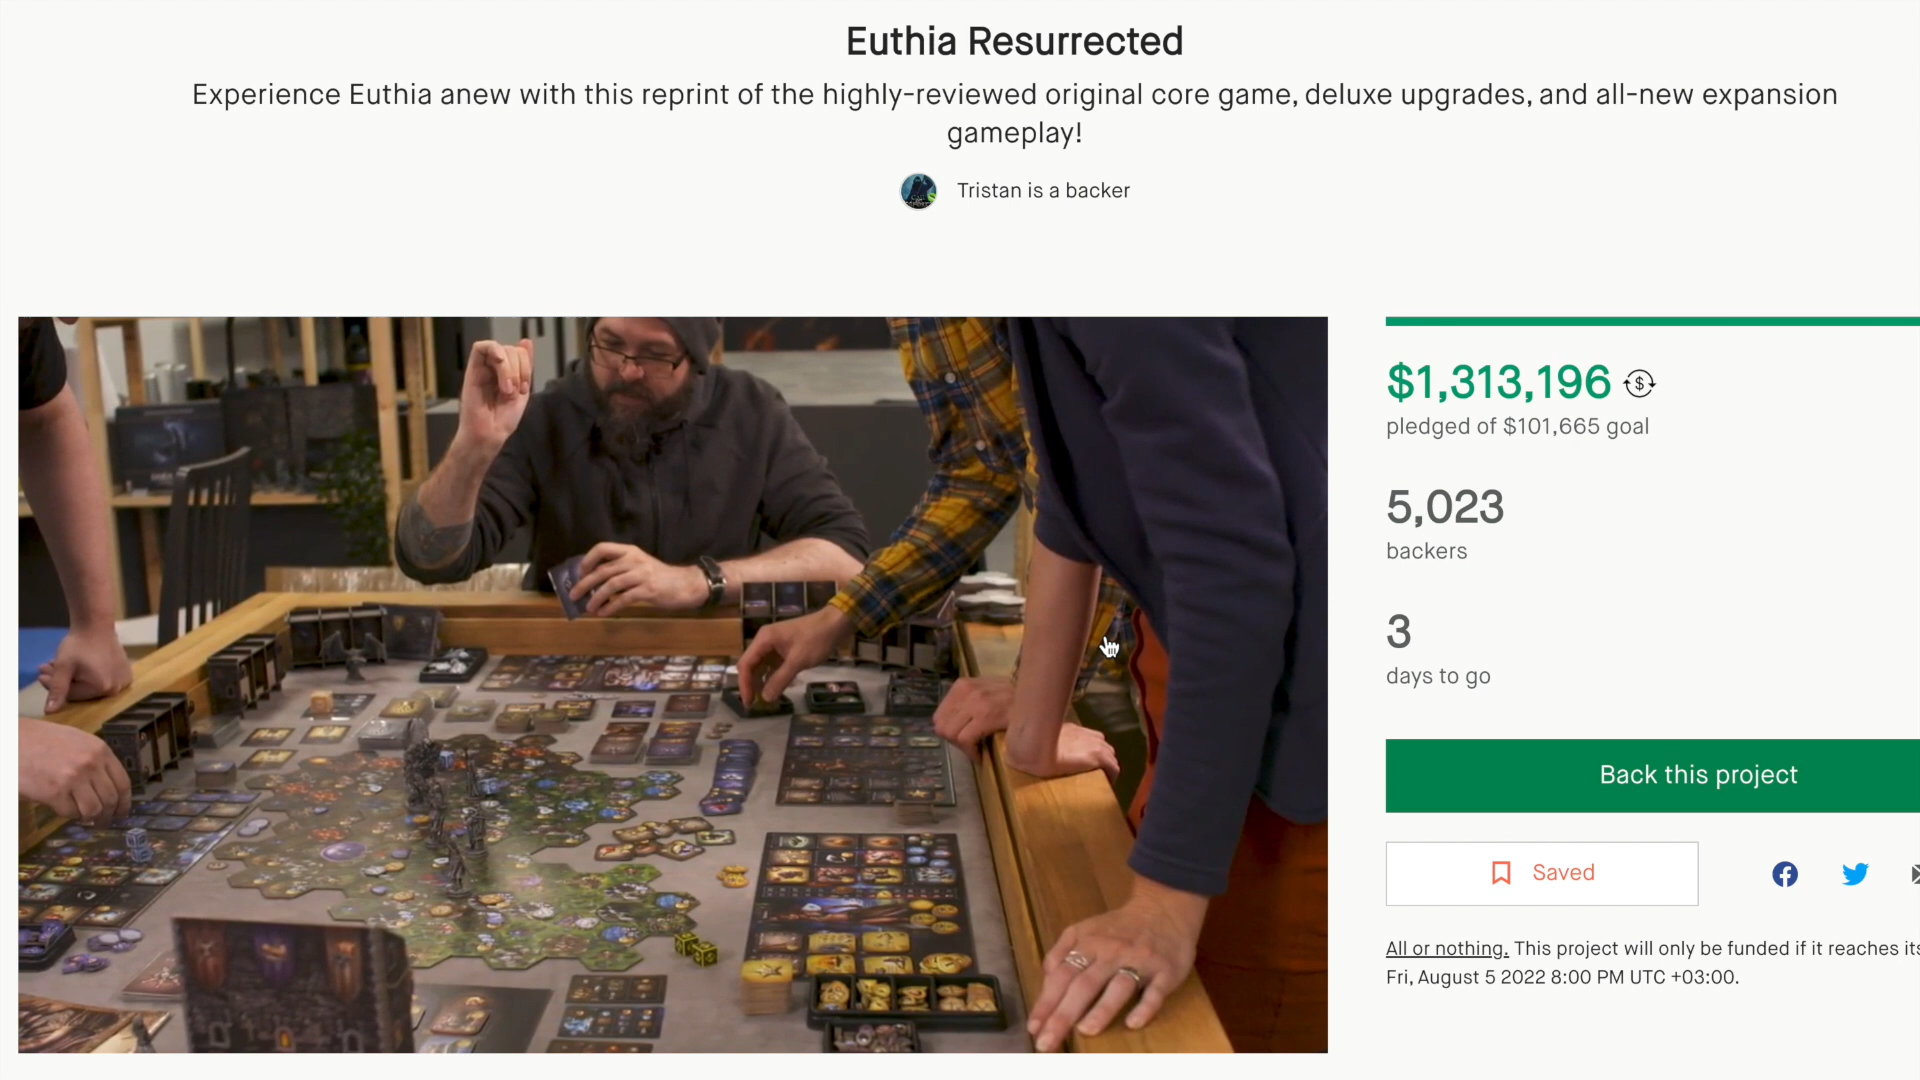 Euthia Resurrected
Experience Euthia anew with this reprint of the highly-reviewed original core game, deluxe upgrades, and all-new expansion
gameplay!
Tristan is a backer
$1,313,196
pledged of $101,665 goal
5,023
backers
3
days to go
Back this project
Saved
All or nothing. This project will only be funded if it reaches its
Fri, August 5 2022 8:00 PM UTC +03:00.